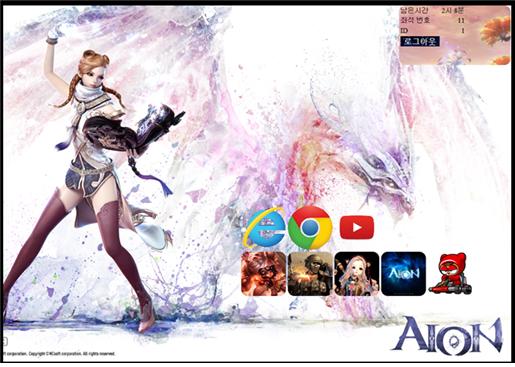 남은시간 2시 8분
좌석 번호 11
ID 1
로그아웃
AION
AION
ft corporation. Copyright © NCsoft corporation. All rights reserved.